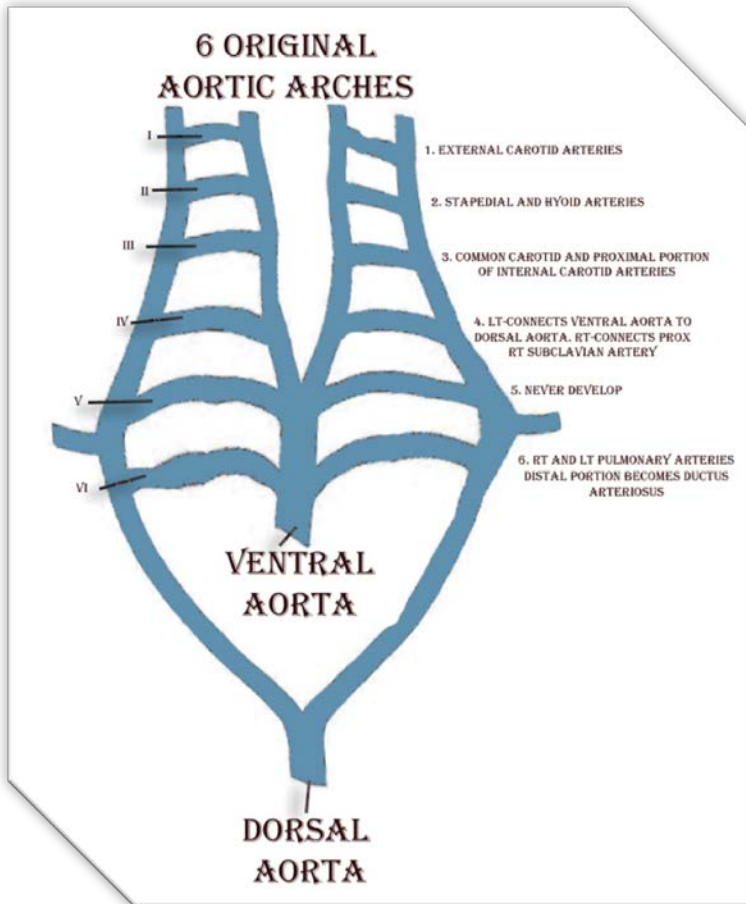 6 ORIGINAL
AORTIC ARCHES
I
II
III
IV
V
VI
1. EXTERNAL CAROTID ARTERIES
2. STAPEDIAL AND HYOID ARTERIES
3. COMMON CAROTID AND PROXIMAL PORTION
OF INTERNAL CAROTID ARTERIES
4. LT-CONNECTS VENTRAL AORTA TO
DORSAL AORTA. RT-CONNECTS PROX
RT SUBCLAVIAN ARTERY
5. NEVER DEVELOP
6. RT AND LT PULMONARY ARTERIES
DISTAL PORTION BECOMES DUCTUS
ARTERIOSUS
VENTRAL
AORTA
DORSAL
AORTA